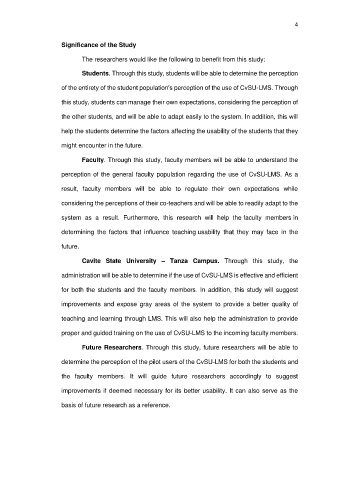 4
Significance of the Study
The researchers would like the following to benefit from this study:
Students. Through this study, students will be able to determine the perception
of the entirety of the student population's perception of the use of CvSU-LMS. Through
this study, students can manage their own expectations, considering the perception of
the other students, and will be able to adapt easily to the system. In addition, this will
help the students determine the factors affecting the usability of the students that they
might encounter in the future.
Faculty. Through this study, faculty members will be able to understand the
perception of the general faculty population regarding the use of CvSU-LMS. As a
result, faculty members will be able to regulate their own expectations while
considering the perceptions of their co-teachers and will be able to readily adapt to the
system as a result. Furthermore, this research will help the faculty members in
determining the factors that influence teaching usability that they may face in the
future.
Cavite State University – Tanza Campus. Through this study, the
administration will be able to determine if the use of CvSU-LMS is effective and efficient
for both the students and the faculty members. In addition, this study will suggest
improvements and expose gray areas of the system to provide a better quality of
teaching and learning through LMS. This will also help the administration to provide
proper and guided training on the use of CvSU-LMS to the incoming faculty members.
Future Researchers. Through this study, future researchers will be able to
determine the perception of the pilot users of the CvSU-LMS for both the students and
the faculty members. It will guide future researchers accordingly to suggest
improvements if deemed necessary for its better usability. It can also serve as the
basis of future research as a reference.